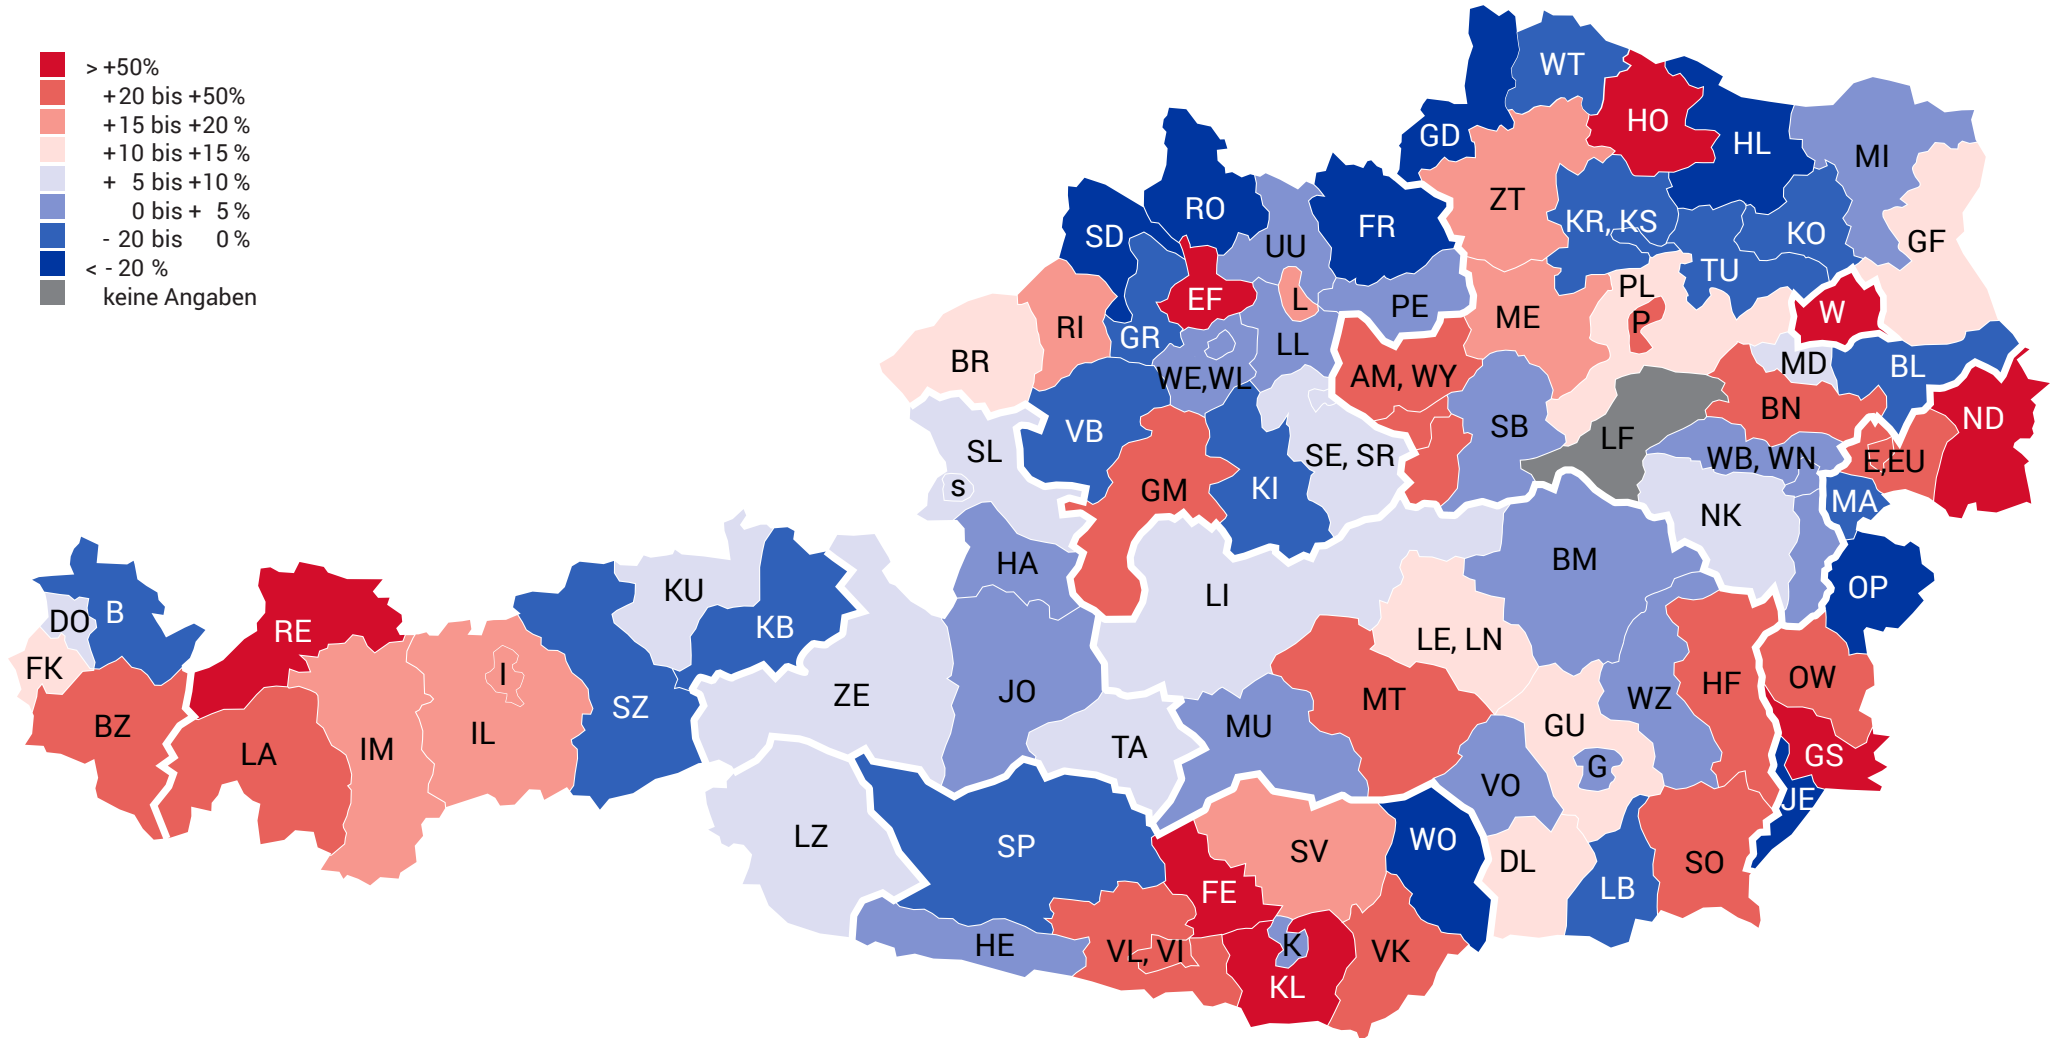 > +50%
+20 bis +50%
+15 bis +20 %
+10 bis +15 %
+ 5 bis +10 %
0 bis + 5 %
- 20 bis 0 %
< - 20 %
keine Angaben
WT
HO
GD
HL
MI
ZT
RO
KR, KS
SD
FR
KO
UU
GF
TU
PL
EF
L
PE
W
ME
P
RI
GR
LL
BR
MD
BL
WE,WL
AM, WY
BN
ND
SB
VB
LF
SL
SE, SR
WB, WN
E,EU
S
GM
KI
MA
NK
HA
BM
OP
KU
LI
DO
B
RE
KB
LE, LN
FK
I
OW
HF
ZE
JO
MT
WZ
SZ
BZ
GU
MU
IL
LA
IM
TA
GS
G
VO
JE
LZ
SP
SV
WO
DL
SO
FE
LB
HE
VL, VI
K
VK
KL